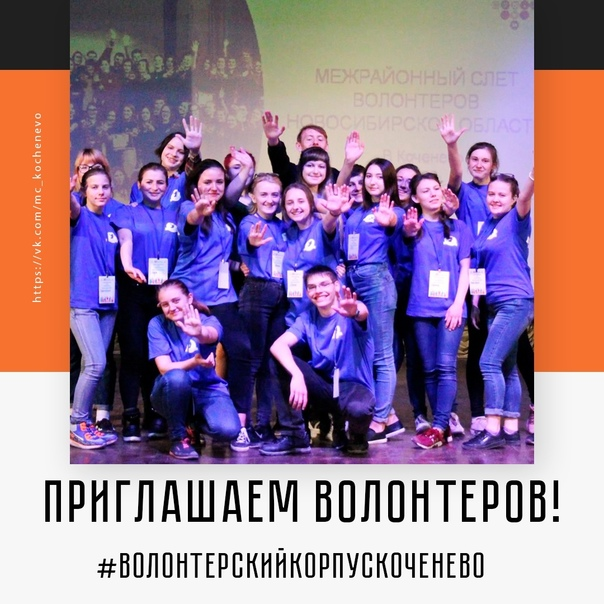 МЕЖРАЙОННЫЙ СЛЕТ
ВОЛОНТЕРОВ
НОВОСИБИРСКОЙ ОБЛАСТ
https://vk.com/mc_kochenevo
ПРИГЛАШАЕМ ВОЛОНТЕРОВ!
#ВОЛОНТЕРСКИЙКОРПУСКОЧЕНЕВО